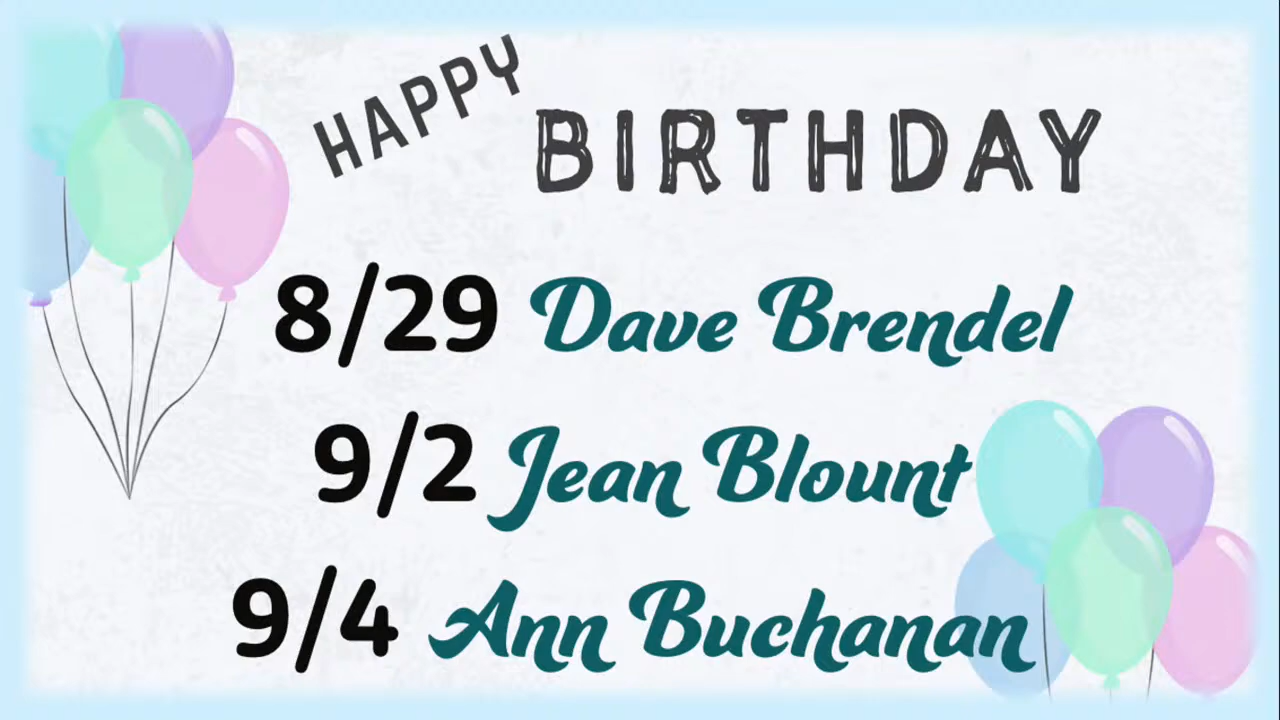 HAPPY BIRTHDAY
8/29 Dave Brendel
9/2 Jean Blount
9/4 Ann Buchanan